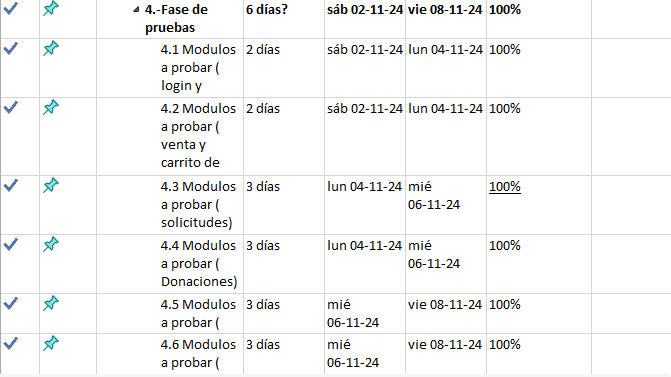 4.-Fase de pruebas 6 días? sáb 02-11-24 vie 08-11-24 100%
4.1 Modulos a probar ( login y 2 días sáb 02-11-24 lun 04-11-24 100%
4.2 Modulos a probar ( venta y carrito de 2 días sáb 02-11-24 lun 04-11-24 100%
4.3 Modulos a probar ( solicitudes) 3 días lun 04-11-24 mié 06-11-24 100%
4.4 Modulos a probar ( Donaciones) 3 días lun 04-11-24 mié 06-11-24 100%
4.5 Modulos a probar ( 3 días mié 06-11-24 vie 08-11-24 100%
4.6 Modulos a probar ( 3 días mié 06-11-24 vie 08-11-24 100%